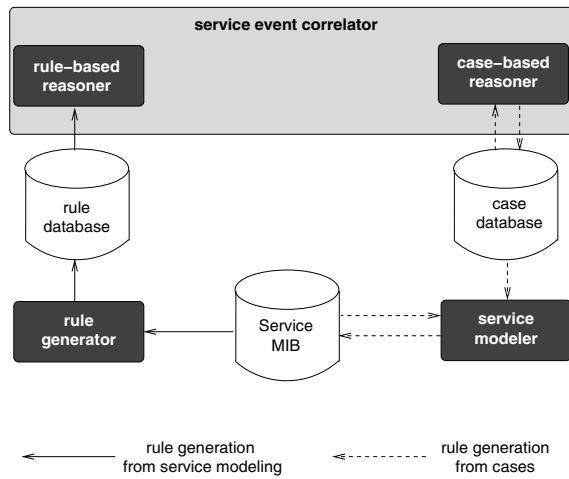 service event correlator
rule-based
reasoner
case-based
reasoner
rule
database
case
database
rule
generator
Service
MIB
service
modeler
rule generation
from service modeling
rule generation
from cases